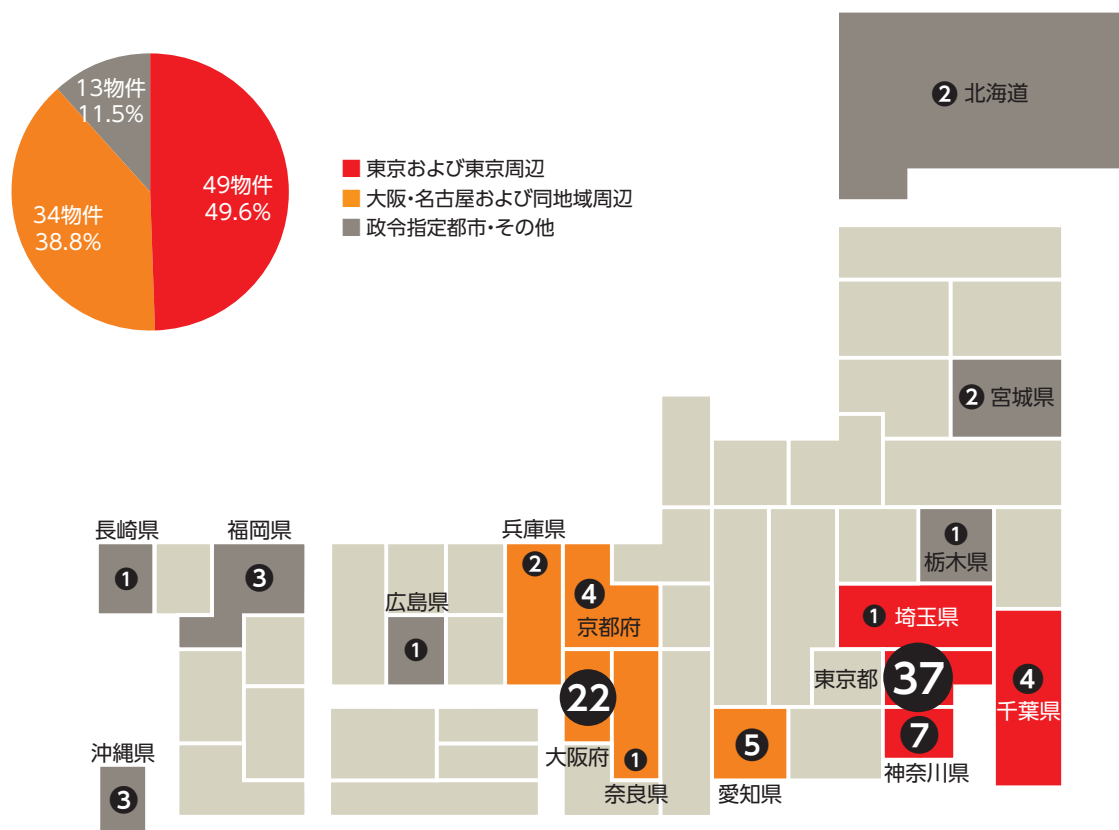 13物件
11.5%
49物件
49.6%
34物件
38.8%
東京および東京周辺
大阪・名古屋および同地域周辺
政令指定都市・その他
2 北海道
2 宮城県
1
栃木県
1 埼玉県
東京都 37
4
千葉県
7
神奈川県
長崎県
1
福岡県
3
広島県
1
兵庫県
2
4
京都府
22
大阪府
1
奈良県
5
愛知県
沖縄県
3